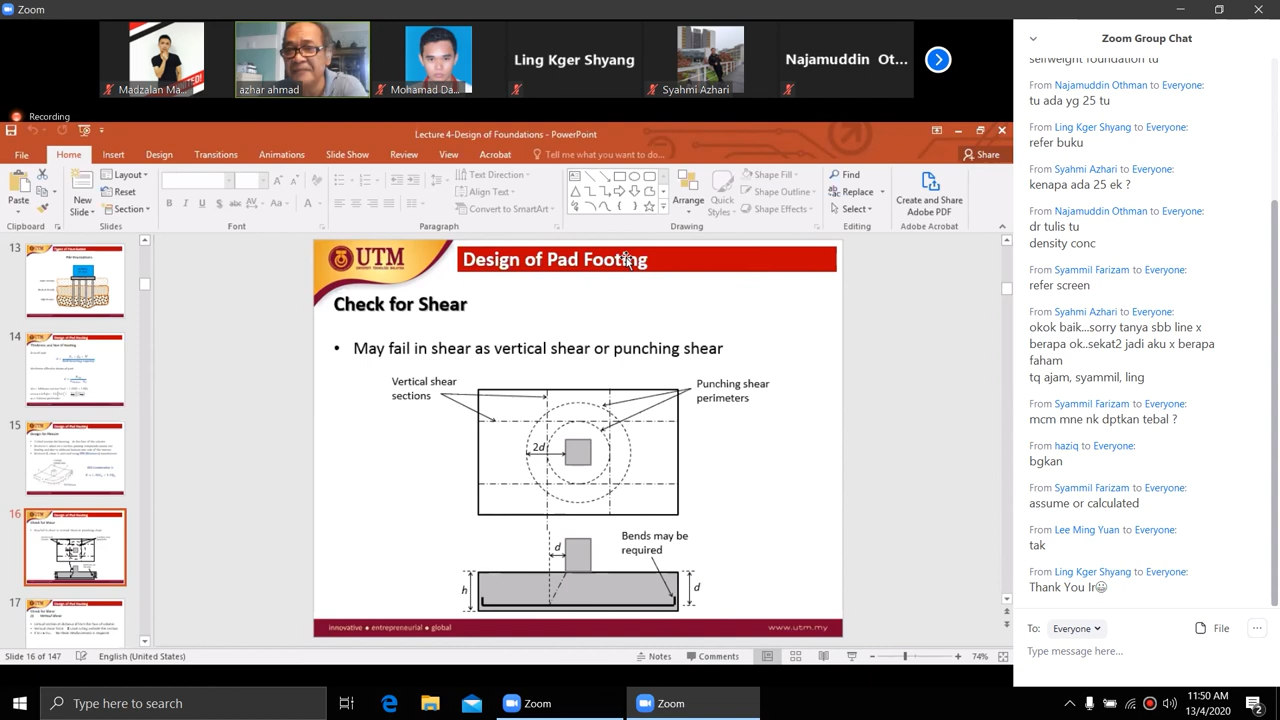 Zoom
Madzalan Ma...
azhar ahmad
Mohamad Da...
Ling Kger Shyang
Syahmi Azhari
Najamuddin Ot...
Recording
Lecture 4-Design of Foundations - PowerPoint
File Home Insert Design Transitions Animations Slide Show Review View Acrobat Tell me what you want to do... Share
Paste
New
Slide
Layout
Reset
Section
Text Direction
Align Text
Convert to SmartArt
Arrange
Quick
Styles
Shape Fill
Shape Outline
Shape Effects
Find
Replace
Select
Create and Share
Adobe PDF
Clipboard Slides Font Paragraph Drawing Editing Adobe Acrobat
13
14
15
16
17
UTM
UNIVERSITI TEKNOLOGI MALAYSIA
Design of Pad Footing
Check for Shear
• May fail in shear as vertical shear or punching shear
Vertical shear
sections
Punching shear
perimeters
2d
d
Bends may be
required
h
d
innovative ● entrepreneurial ● global
www.utm.my
Slide 16 of 147 English (United States) Notes Comments 74%
Zoom Group Chat
selfweight foundation tu
From Najamuddin Othman to Everyone:
tu ada yg 25 tu
From Ling Kger Shyang to Everyone:
refer buku
From Syahmi Azhari to Everyone:
kenapa ada 25 ek ?
From Najamuddin Othman to Everyone:
dr tulis tu
density conc
From Syammil Farizam to Everyone:
refer screen
From Syahmi Azhari to Everyone:
okok baik...sorry tanya sbb line x
berapa ok..sekat2 jadi aku x berapa
faham
tq ajam, syammil, ling
From Syammil Farizam to Everyone:
mcm mne nk dptkan tebal ?
From haziq to Everyone:
bgkan
From Syammil Farizam to Everyone:
assume or calculated
From Lee Ming Yuan to Everyone:
tak
From Ling Kger Shyang to Everyone:
Thank You Ir😀
To: Everyone File
Type message here...
Type here to search
Zoom
Zoom
11:50 AM
13/4/2020
2